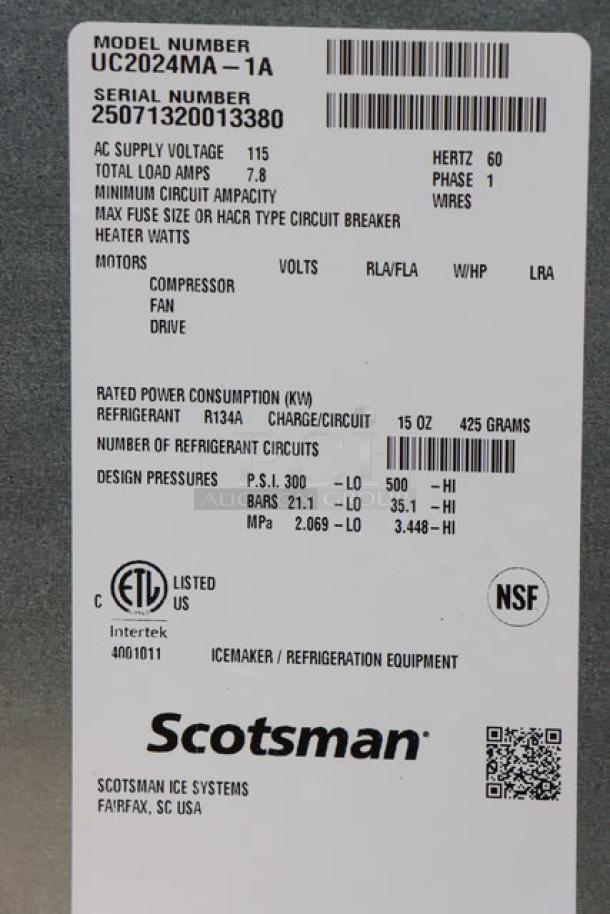 MODEL NUMBER
UC2024MA-1A
SERIAL NUMBER
25071320013380
AC SUPPLY VOLTAGE 115 HERTZ 60
TOTAL LOAD AMPS 7.8 PHASE 1
MINIMUM CIRCUIT AMPACITY WIRES
MAX FUSE SIZE OR HACR TYPE CIRCUIT BREAKER
HEATER WATTS
MOTORS VOLTS RLA/FLA W/HP LRA
COMPRESSOR
FAN
DRIVE
RATED POWER CONSUMPTION (KW)
REFRIGERANT R134A CHARGE/CIRCUIT 15 OZ 425 GRAMS
NUMBER OF REFRIGERANT CIRCUITS
DESIGN PRESSURES P.S.I. 300 -LO 500 -HI
BARS 21.1 -LO 35.1 -HI
MPa 2.069 -LO 3.448-HI
PCI
AUCTION GROUP
C ETL LISTED US
Intertek
4001011
NSF
ICEMAKER / REFRIGERATION EQUIPMENT
Scotsman
SCOTSMAN ICE SYSTEMS
FAIRFAX, SC USA